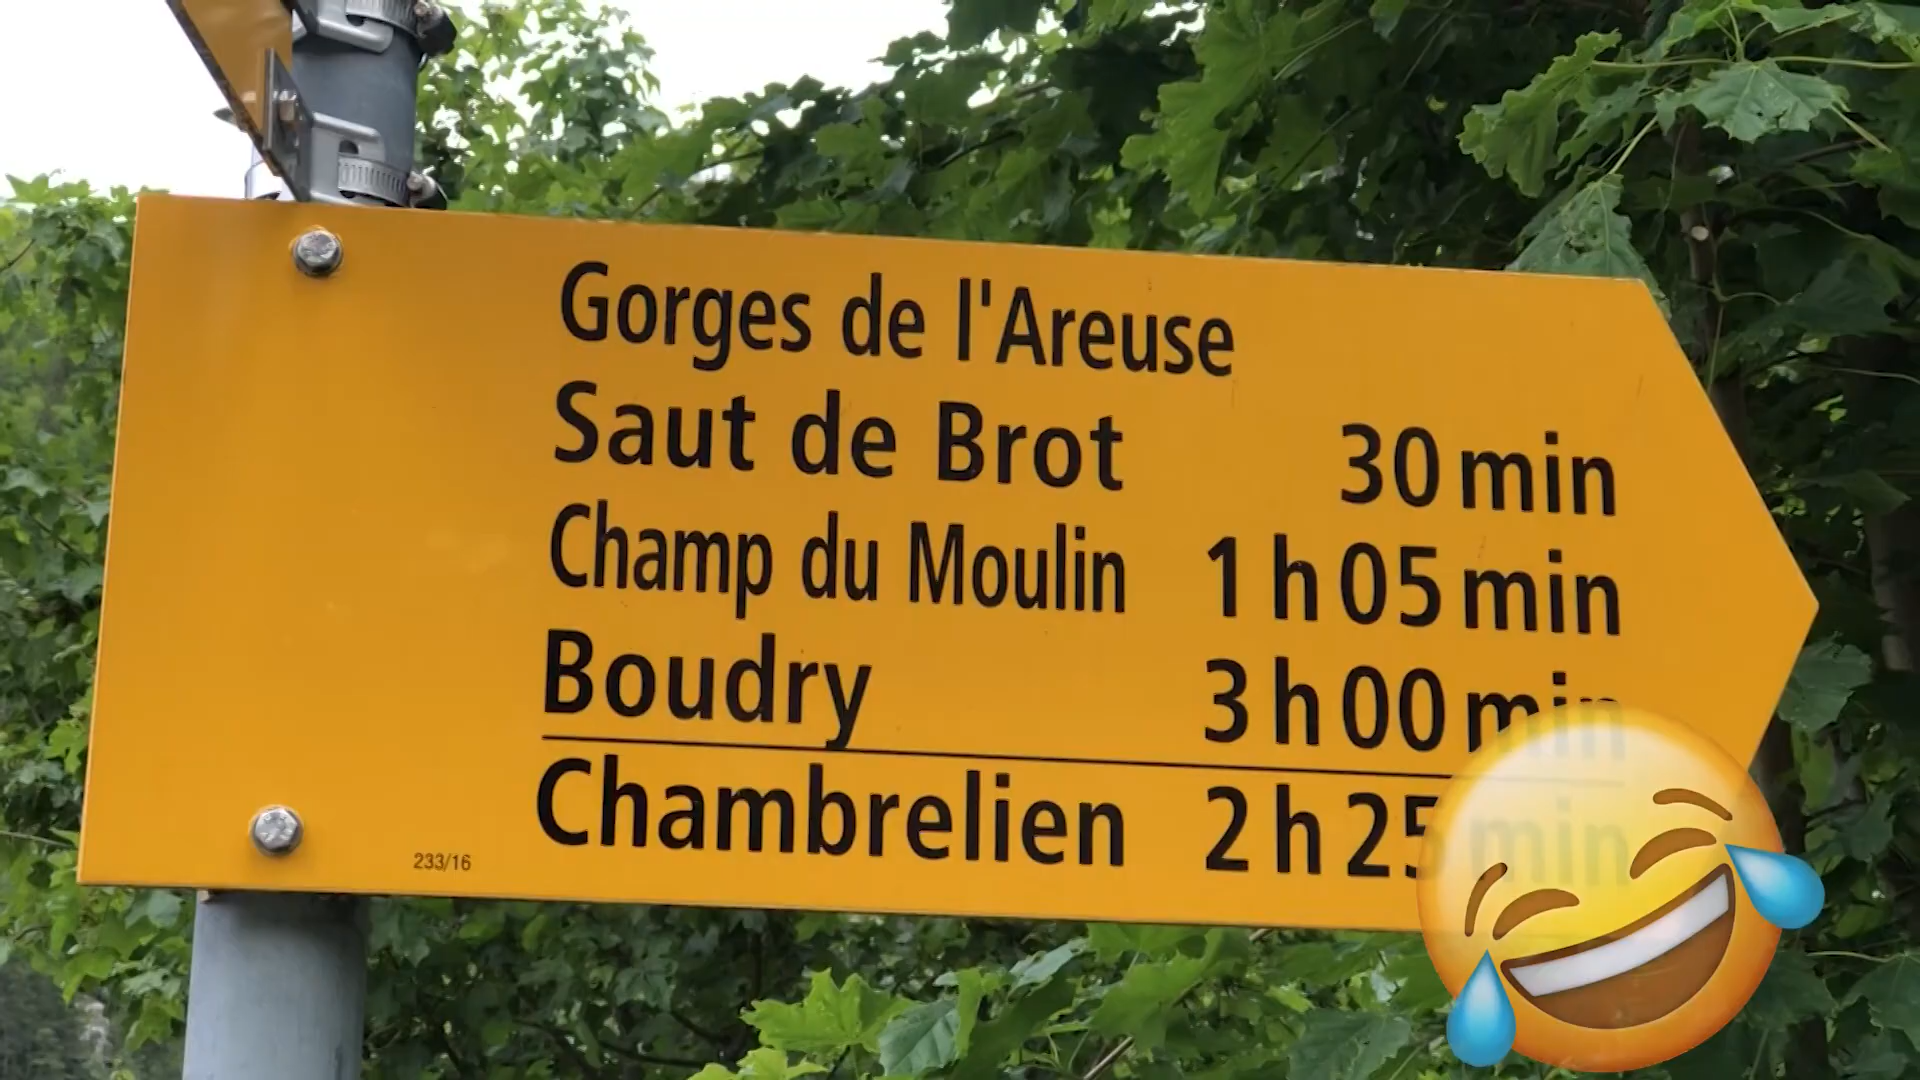 Gorges de l'Areuse
Saut de Brot 30 min
Champ du Moulin 1 h 05 min
Boudry 3 h 00 min
Chambrelien 2 h 25 min
233/16